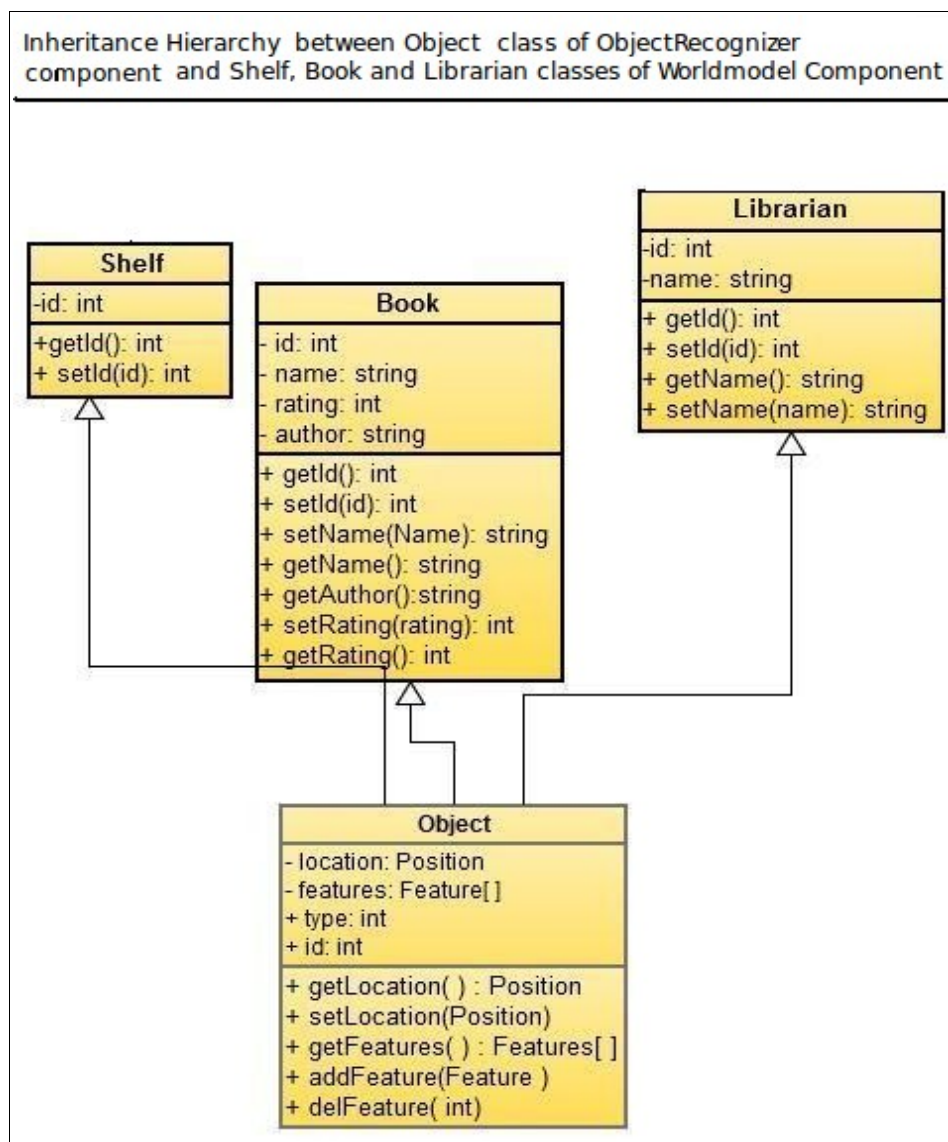 Inheritance Hierarchy between Object class of ObjectRecognizer
component and Shelf, Book and Librarian classes of Worldmodel Component
Shelf
-id: int
+getId(): int
+ setId(id): int
Book
- id: int
- name: string
- rating: int
- author: string
+ getId(): int
+ setId(id): int
+ setName(Name): string
+ getName(): string
+ getAuthor():string
+ setRating(rating): int
+ getRating(): int
Librarian
-id: int
-name: string
+ getId(): int
+ setId(id): int
+ getName(): string
+ setName(name): string
Object
- location: Position
- features: Feature[ ]
+ type: int
+ id: int
+ getLocation( ) : Position
+ setLocation(Position)
+ getFeatures( ) : Features[ ]
+ addFeature(Feature )
+ delFeature( int)